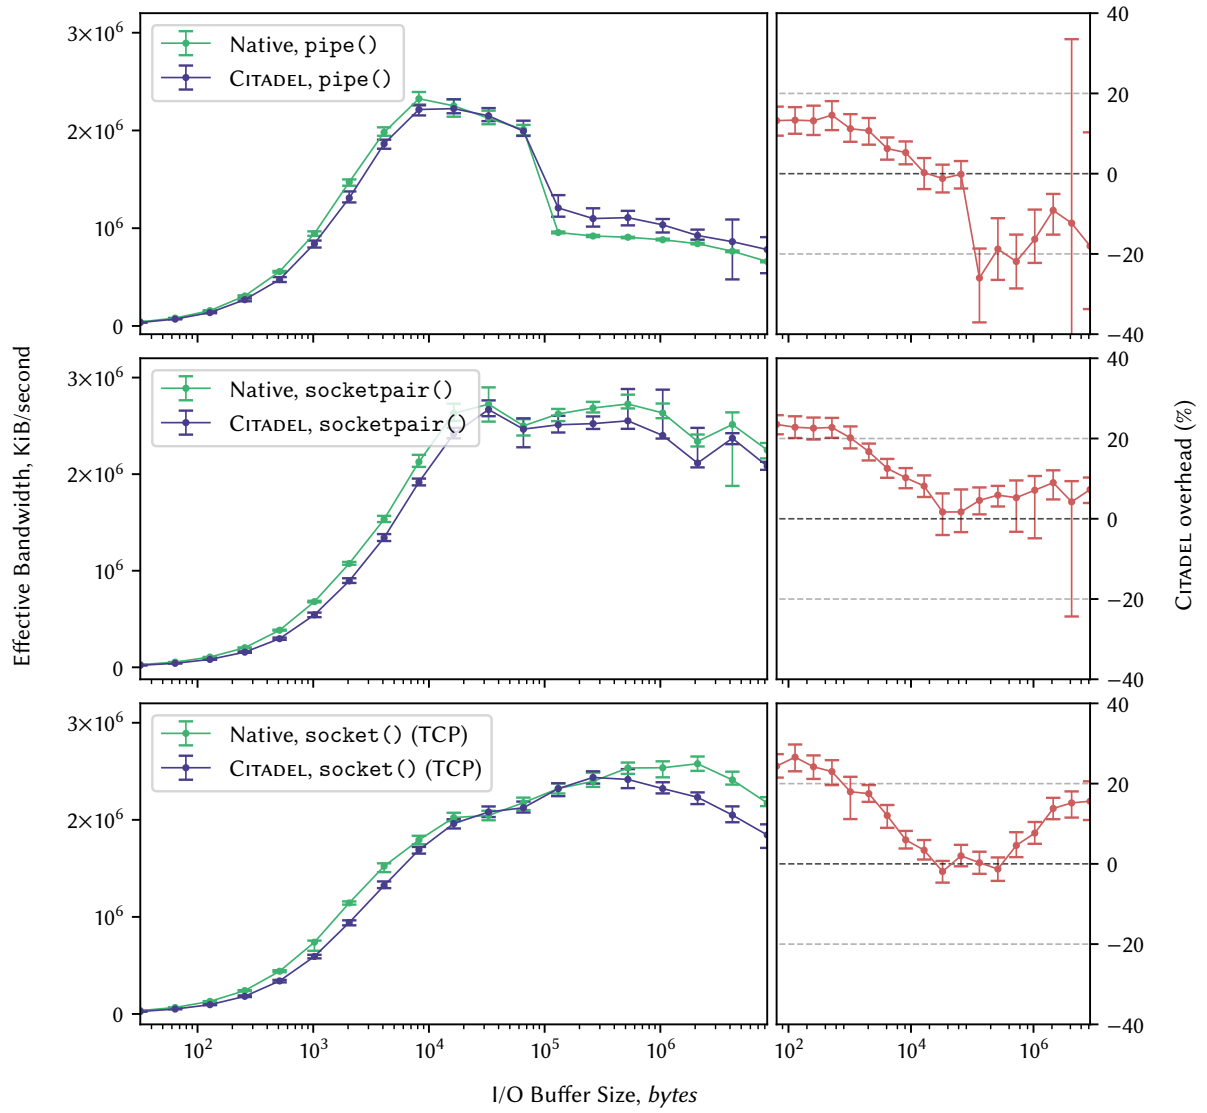 Effective Bandwidth, KiB/second
3×10⁶
2×10⁶
10⁶
0
Native, pipe()
CITADEL, pipe()
40
20
0
−20
−40
3×10⁶
2×10⁶
10⁶
0
Native, socketpair()
CITADEL, socketpair()
40
20
0
−20
−40
CITADEL overhead (%)
3×10⁶
2×10⁶
10⁶
0
Native, socket() (TCP)
CITADEL, socket() (TCP)
40
20
0
−20
−40
10² 10³ 10⁴ 10⁵ 10⁶
10² 10⁴ 10⁶
I/O Buffer Size, bytes